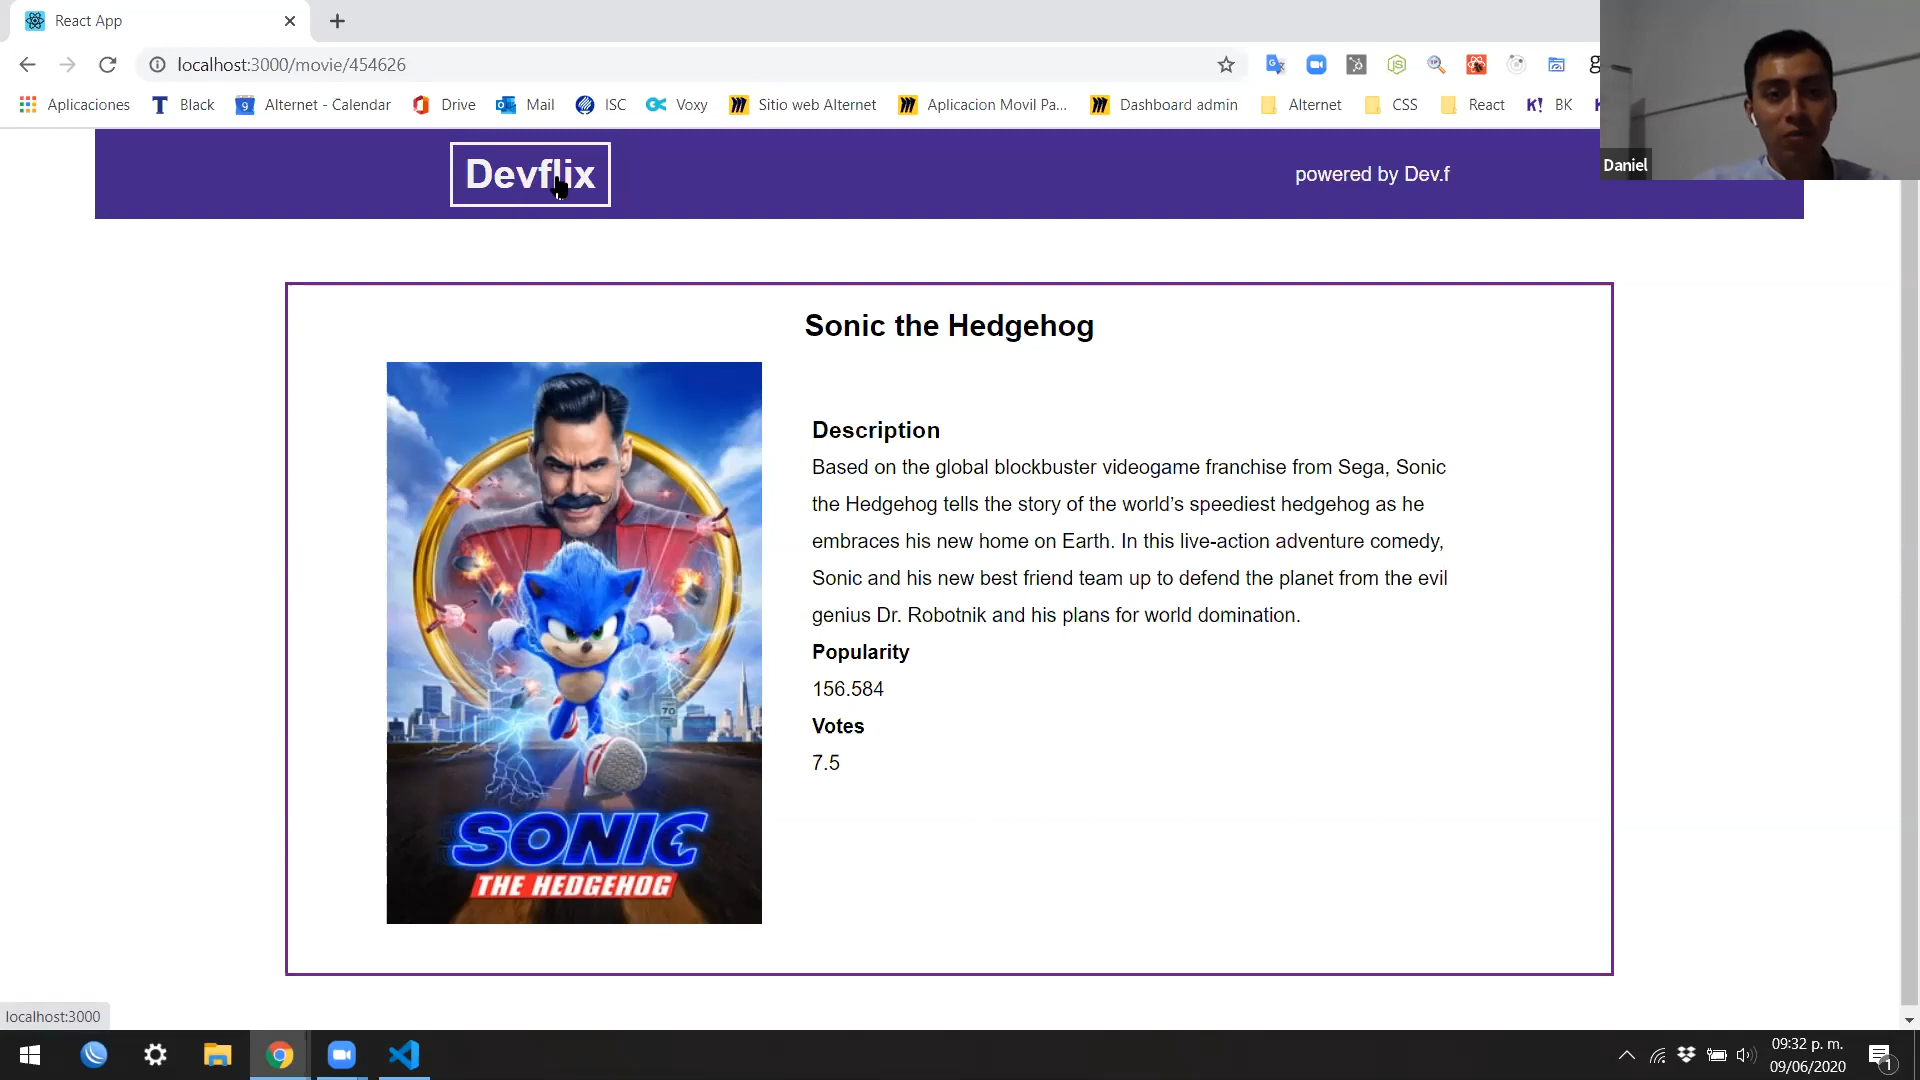 React App
localhost:3000/movie/454626
Aplicaciones Black Alternet - Calendar Drive Mail ISC Voxy Sitio web Alternet Aplicacion Movil Pa... Dashboard admin Alternet CSS React BK
Daniel
Devflix
powered by Dev.f
Sonic the Hedgehog
SONIC
THE HEDGEHOG
Description
Based on the global blockbuster videogame franchise from Sega, Sonic
the Hedgehog tells the story of the world’s speediest hedgehog as he
embraces his new home on Earth. In this live-action adventure comedy,
Sonic and his new best friend team up to defend the planet from the evil
genius Dr. Robotnik and his plans for world domination.
Popularity
156.584
Votes
7.5
localhost:3000
09:32 p. m.
09/06/2020
1